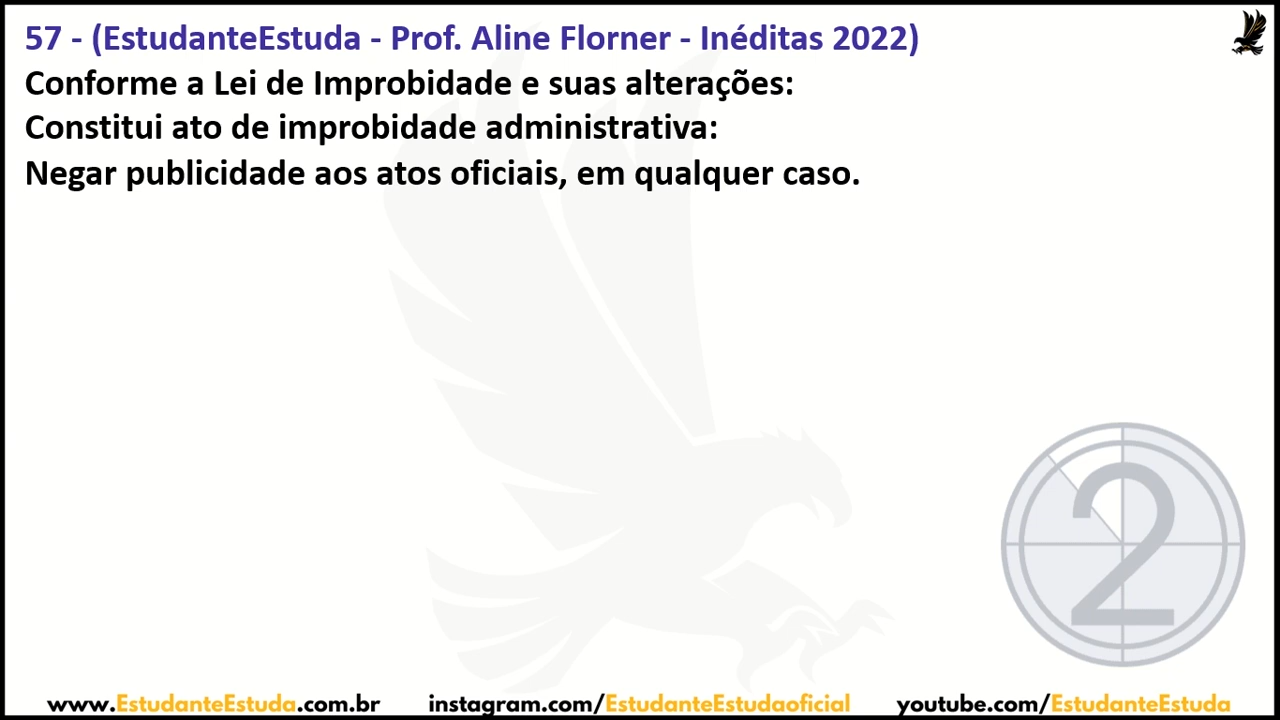 57 - (EstudanteEstuda - Prof. Aline Florner - Inéditas 2022)
Conforme a Lei de Improbidade e suas alterações:
Constitui ato de improbidade administrativa:
Negar publicidade aos atos oficiais, em qualquer caso.
2
www.EstudanteEstuda.com.br instagram.com/EstudanteEstudaoficial youtube.com/EstudanteEstuda